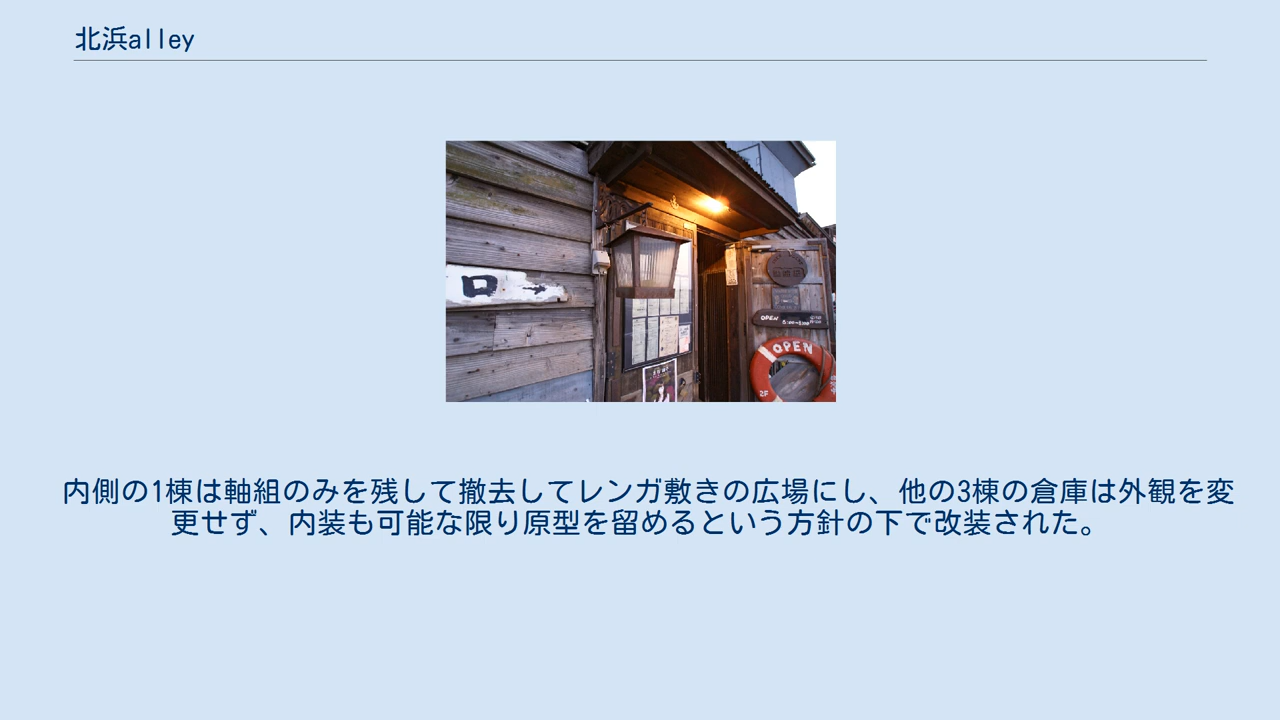 北浜alley
口
OPEN
OPEN
2F
内側の1棟は軸組のみを残して撤去してレンガ敷きの広場にし、他の3棟の倉庫は外観を変
更せず、内装も可能な限り原型を留めるという方針の下で改装された。